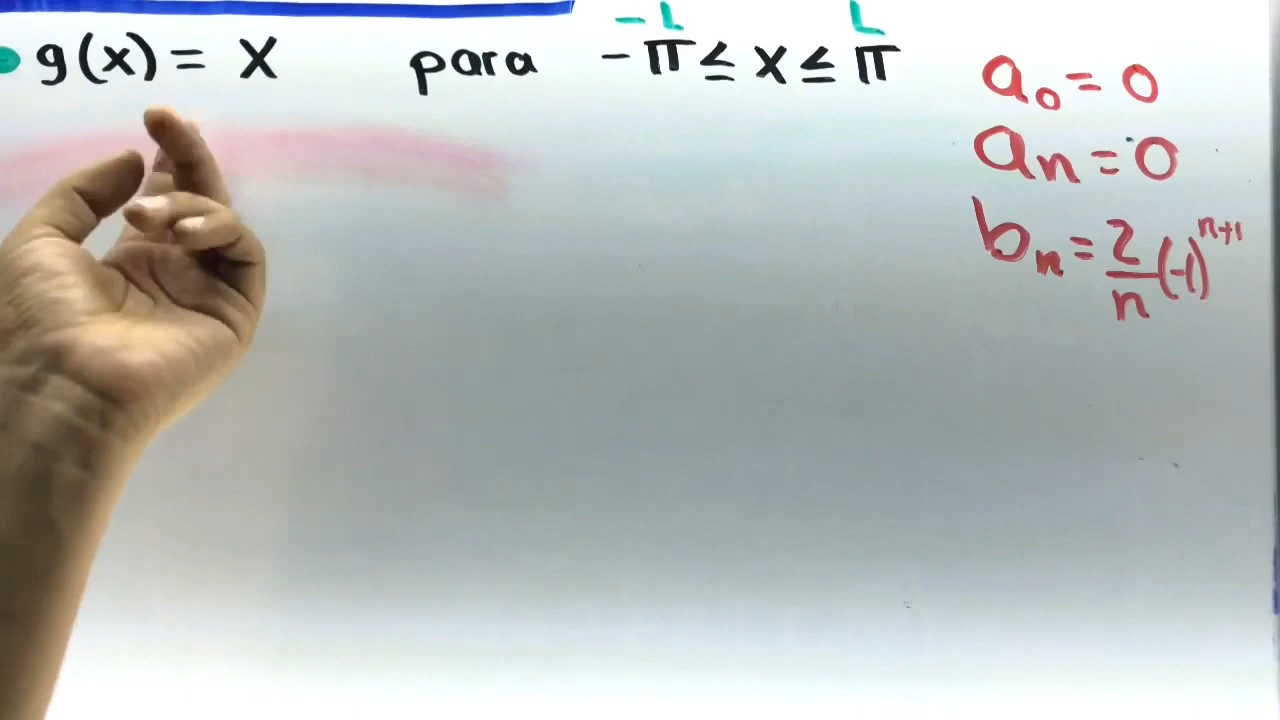 -L L
g(x) = x para -π ≤ x ≤ π
a₀ = 0
aₙ = 0
bₙ = 2/n (-1)ⁿ⁺¹